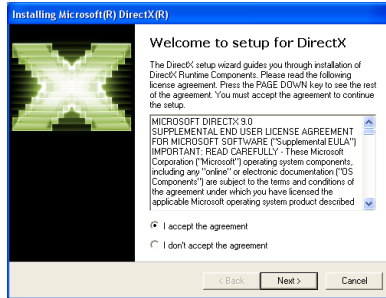 Installing Microsoft(R) DirectX(R)
Welcome to setup for DirectX
The DirectX setup wizard guides you through installation of
DirectX Runtime Components. Please read the following
license agreement. Press the PAGE DOWN key to see the rest
of the agreement. You must accept the agreement to continue
the setup.
MICROSOFT DIRECTX 9.0
SUPPLEMENTAL END USER LICENSE AGREEMENT
FOR MICROSOFT SOFTWARE ("Supplemental EULA")
IMPORTANT: READ CAREFULLY - These Microsoft
Corporation ("Microsoft") operating system components,
including any "online" or electronic documentation ("OS
Components") are subject to the terms and conditions of
the agreement under which you have licensed the
applicable Microsoft operating system product described
I accept the agreement
I don't accept the agreement
< Back Next > Cancel